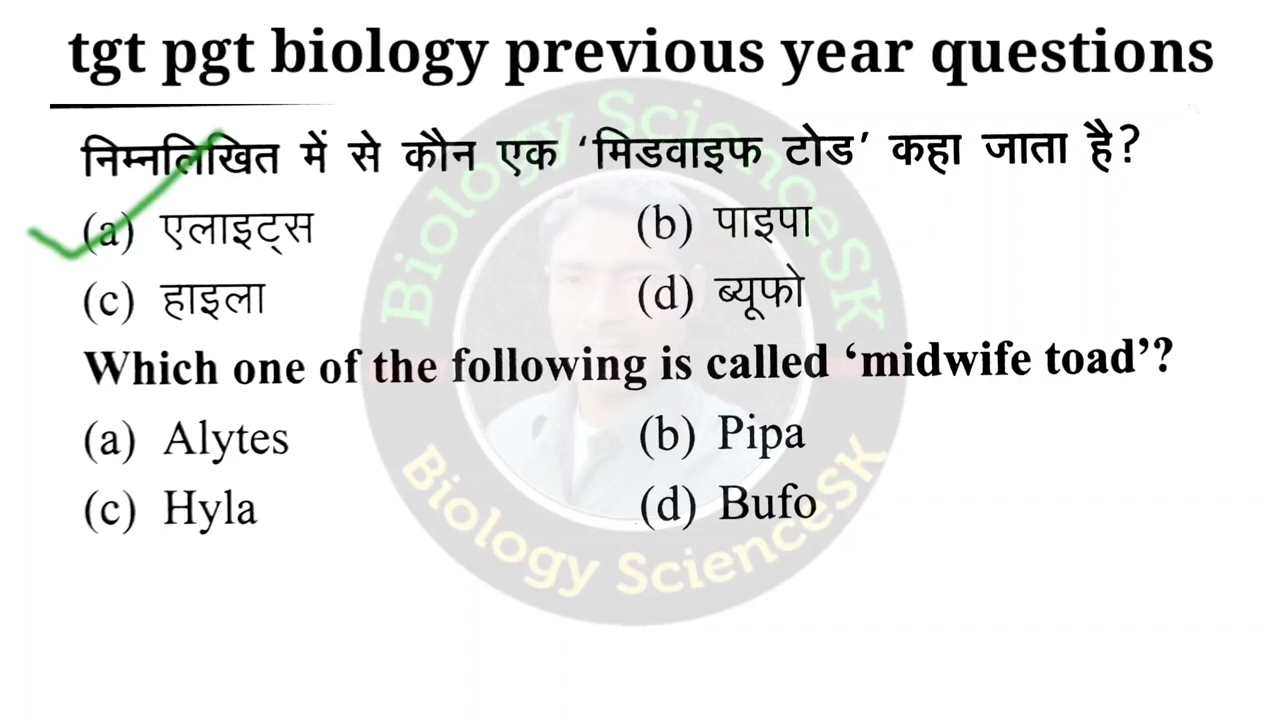 tgt pgt biology previous year questions
निम्नलिखित में से कौन एक ‘मिडवाइफ टोड’ कहा जाता है?
(a) एलाइट्स (b) पाइपा
(c) हाइला (d) ब्यूफो
Which one of the following is called ‘midwife toad’?
(a) Alytes (b) Pipa
(c) Hyla (d) Bufo
Biology ScienceSK
Biology ScienceSK